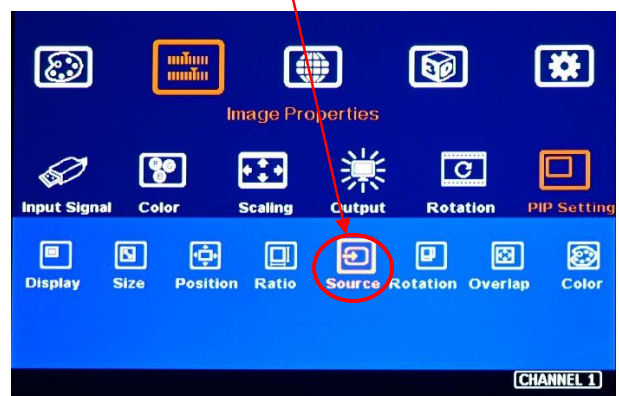 Image Properties
Input Signal Color Scaling Output Rotation PIP Setting
Display Size Position Ratio Source Rotation Overlap Color
CHANNEL 1